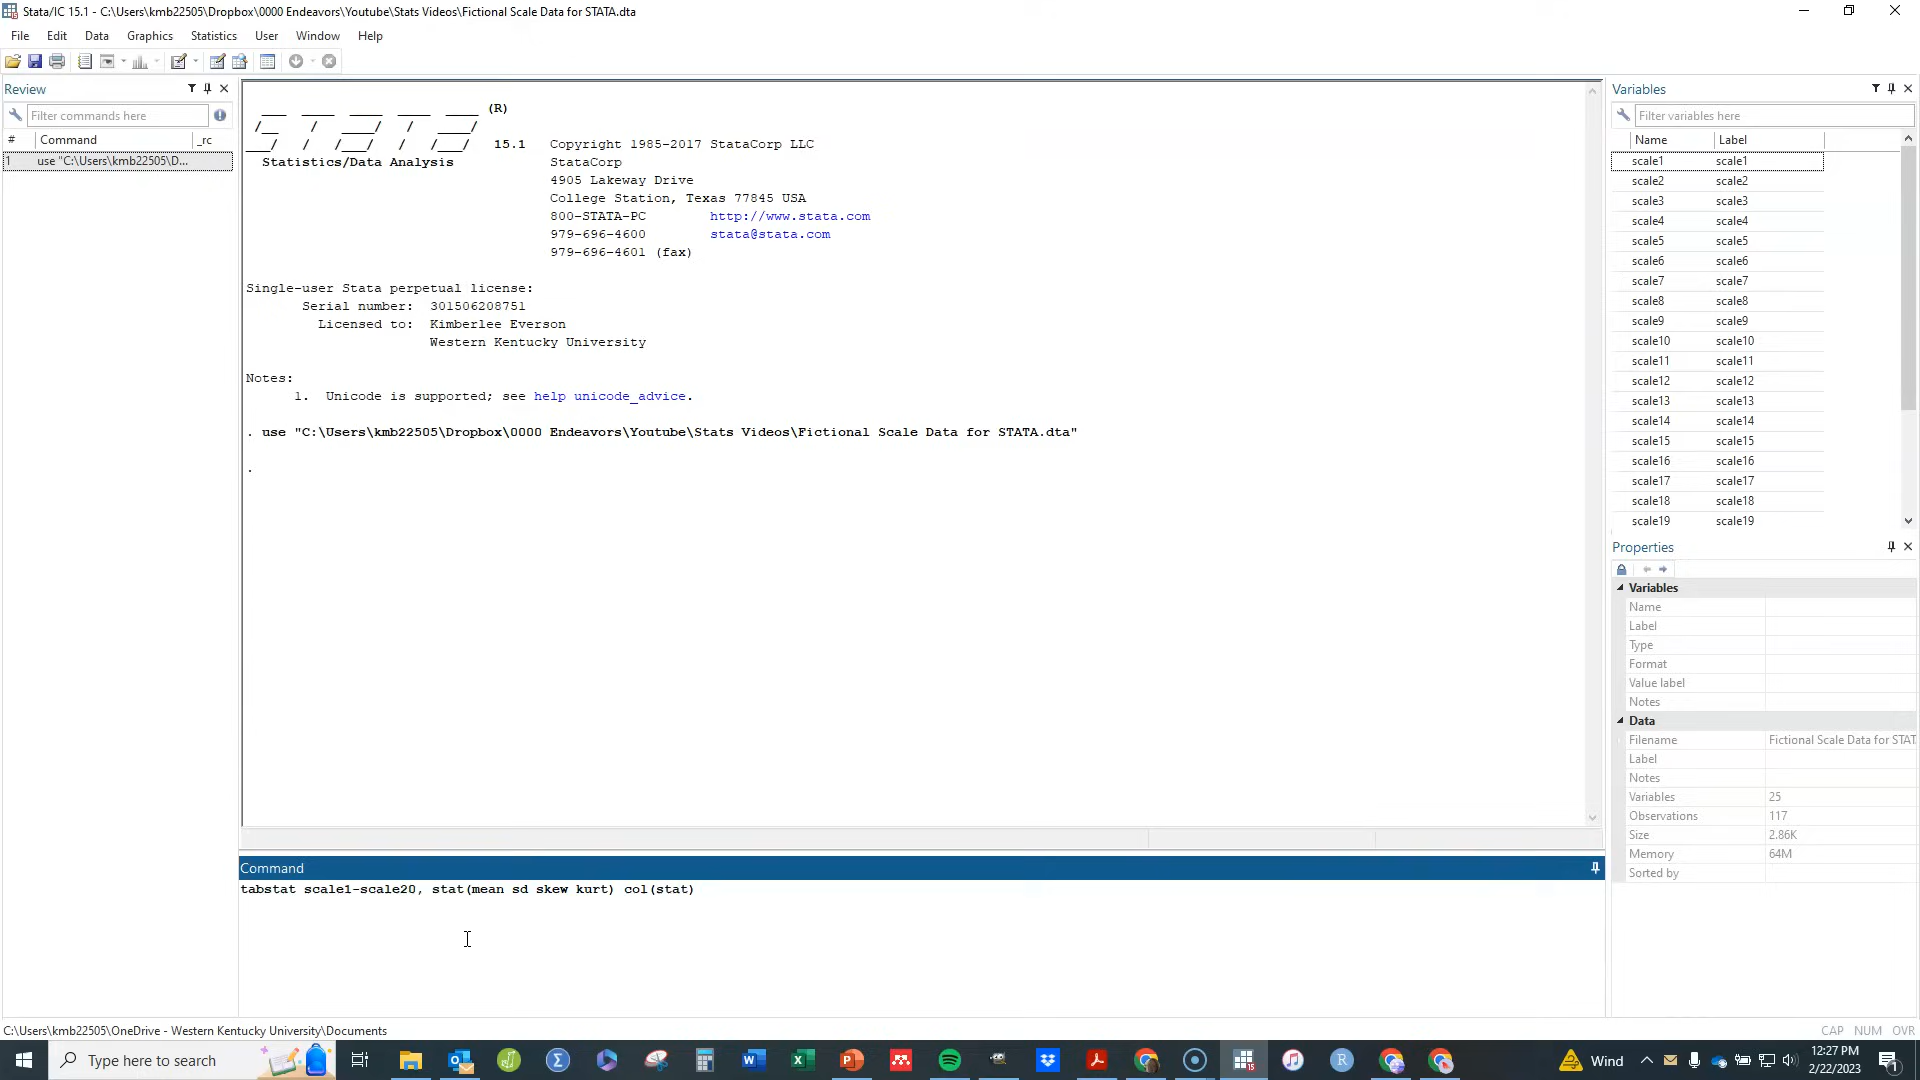 Stata/IC 15.1 - C:\Users\kmb22505\Dropbox\0000 Endeavors\Youtube\Stats Videos\Fictional Scale Data for STATA.dta
File Edit Data Graphics Statistics User Window Help
Review
Filter commands here
# Command _rc
1 use "C:\Users\kmb22505\D...
(R)
15.1 Copyright 1985-2017 StataCorp LLC
Statistics/Data Analysis StataCorp
4905 Lakeway Drive
College Station, Texas 77845 USA
800-STATA-PC http://www.stata.com
979-696-4600 stata@stata.com
979-696-4601 (fax)
Single-user Stata perpetual license:
Serial number: 301506208751
Licensed to: Kimberlee Everson
Western Kentucky University
Notes:
1. Unicode is supported; see help unicode_advice.
. use "C:\Users\kmb22505\Dropbox\0000 Endeavors\Youtube\Stats Videos\Fictional Scale Data for STATA.dta"
.
Command
tabstat scale1-scale20, stat(mean sd skew kurt) col(stat)
Variables
Filter variables here
Name Label
scale1 scale1
scale2 scale2
scale3 scale3
scale4 scale4
scale5 scale5
scale6 scale6
scale7 scale7
scale8 scale8
scale9 scale9
scale10 scale10
scale11 scale11
scale12 scale12
scale13 scale13
scale14 scale14
scale15 scale15
scale16 scale16
scale17 scale17
scale18 scale18
scale19 scale19
Properties
Variables
Name
Label
Type
Format
Value label
Notes
Data
Filename Fictional Scale Data for STAT
Label
Notes
Variables 25
Observations 117
Size 2.86K
Memory 64M
Sorted by
C:\Users\kmb22505\OneDrive - Western Kentucky University\Documents
CAP NUM OVR
Type here to search
Wind
12:27 PM
2/22/2023